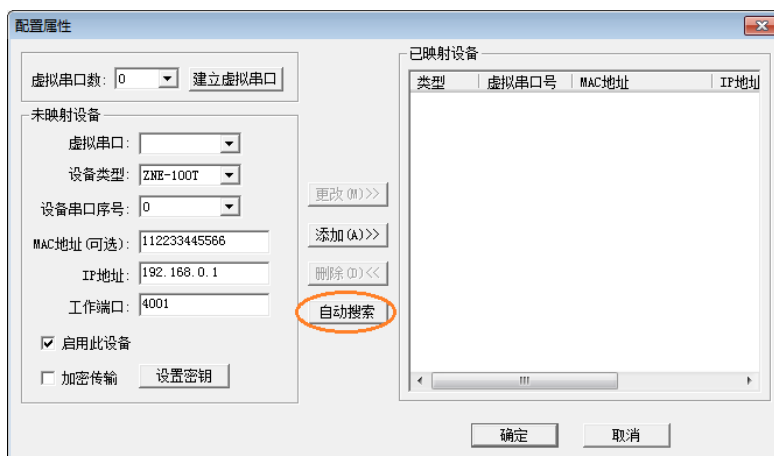 配置属性
虚拟串口数: 0 建立虚拟串口
未映射设备
虚拟串口:
设备类型: ZNE-100T
设备串口序号: 0
MAC地址(可选): 112233445566
IP地址: 192.168.0.1
工作端口: 4001
启用此设备
加密传输 设置密钥
更改(M)>>
添加(A)>>
删除(D)<<
自动搜索
已映射设备
类型 虚拟串口号 MAC地址 IP地址
确定 取消